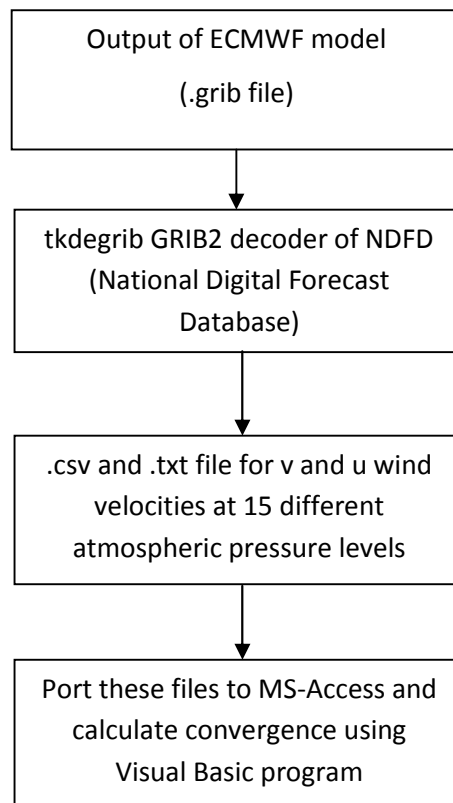 Output of ECMWF model
(.grib file)
tkdegrib GRIB2 decoder of NDFD
(National Digital Forecast
Database)
.csv and .txt file for v and u wind
velocities at 15 different
atmospheric pressure levels
Port these files to MS-Access and
calculate convergence using
Visual Basic program